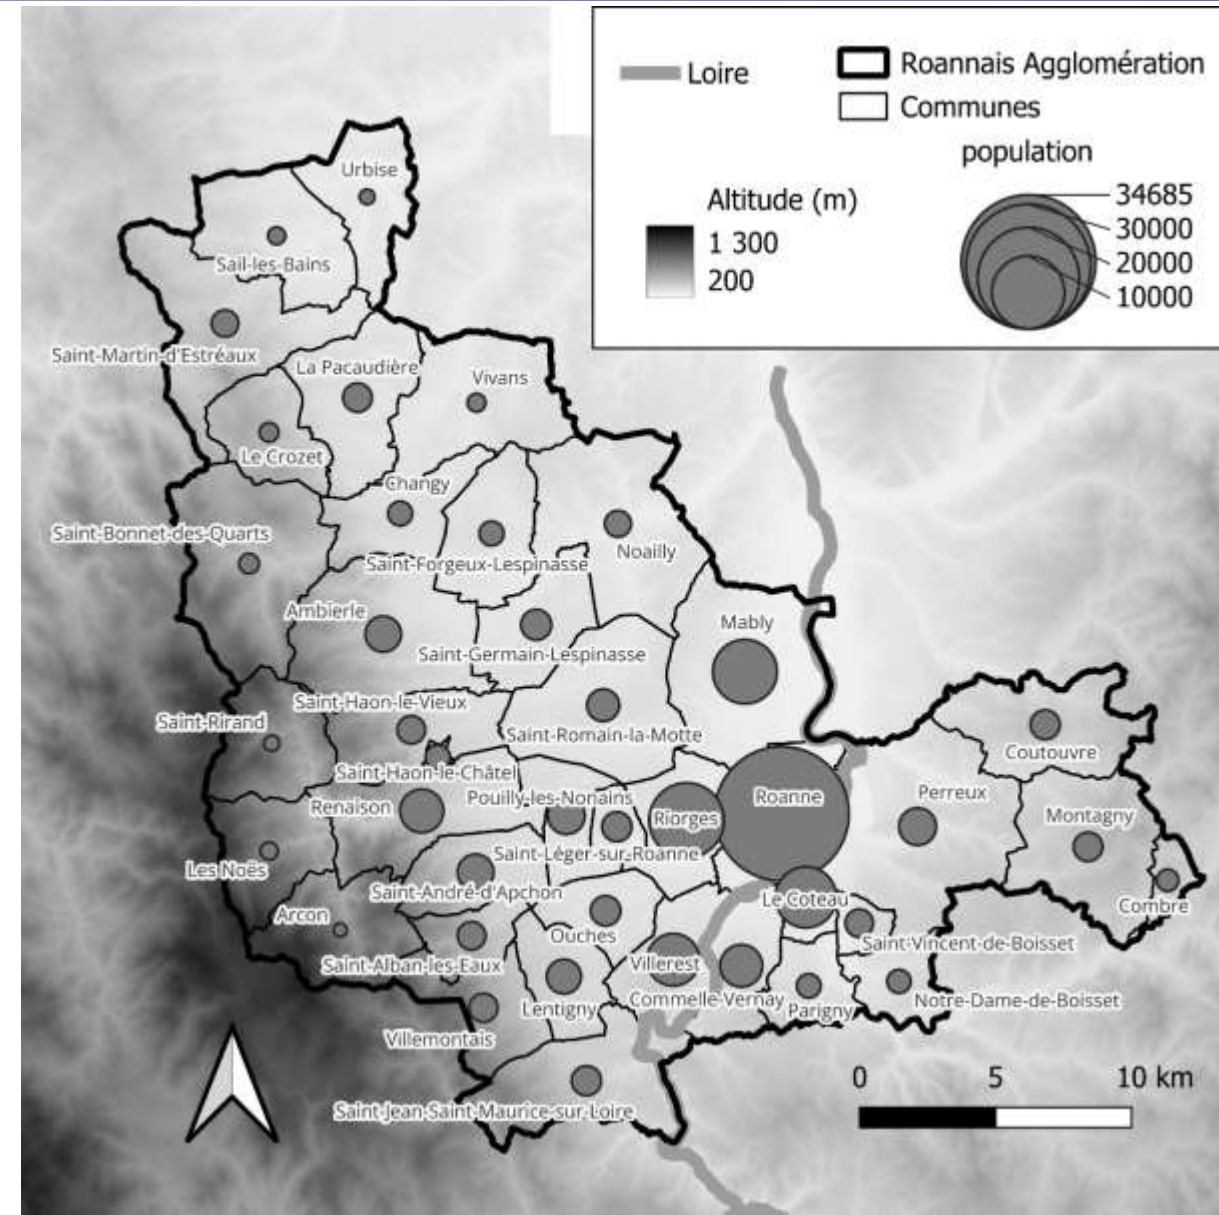 Loire
Roannais Agglomération
Communes
population
34685
30000
20000
10000
Altitude (m)
1 300
200
Urbise
Sail-les-Bains
Saint-Martin-d'Estréaux
La Pacaudière
Vivans
Le Crozet
Changy
Saint-Bonnet-des-Quarts
Saint-Forgeux-Lespinasse
Noailly
Ambierle
Mably
Saint-Germain-Lespinasse
Saint-Haon-le-Vieux
Saint-Rirand
Saint-Romain-la-Motte
Coutouvre
Saint-Haon-le-Châtel
Renaison
Pouilly-les-Nonains
Roanne
Perreux
Riorges
Montagny
Saint-Léger-sur-Roanne
Les Noës
Saint-André-d'Apchon
Le Coteau
Combre
Arcon
Ouches
Saint-Vincent-de-Boisset
Saint-Alban-les-Eaux
Villerest
Commelle-Vernay
Notre-Dame-de-Boisset
Lentigny
Parigny
Villemontais
Saint-Jean-Saint-Maurice-sur-Loire
0 5 10 km